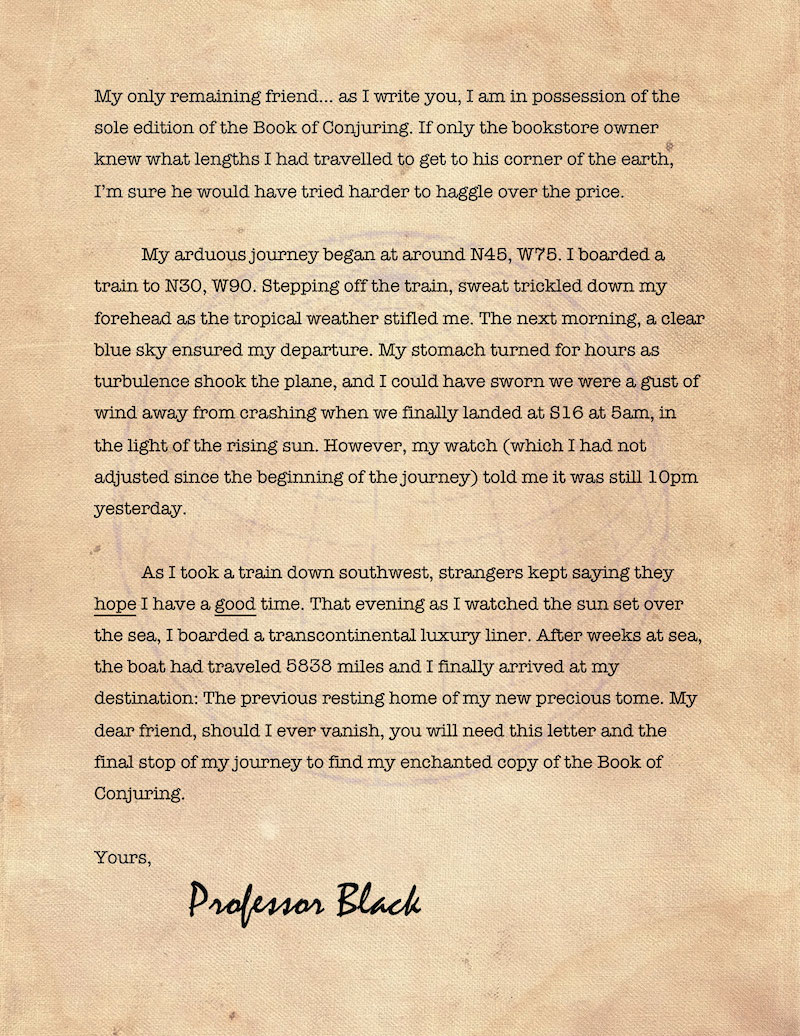 My only remaining friend... as I write you, I am in possession of the
sole edition of the Book of Conjuring. If only the bookstore owner
knew what lengths I had travelled to get to his corner of the earth,
I'm sure he would have tried harder to haggle over the price.
My arduous journey began at around N45, W75. I boarded a
train to N30, W90. Stepping off the train, sweat trickled down my
forehead as the tropical weather stifled me. The next morning, a clear
blue sky ensured my departure. My stomach turned for hours as
turbulence shook the plane, and I could have sworn we were a gust of
wind away from crashing when we finally landed at S16 at 5am, in
the light of the rising sun. However, my watch (which I had not
adjusted since the beginning of the journey) told me it was still 10pm
yesterday.
As I took a train down southwest, strangers kept saying they
hope I have a good time. That evening as I watched the sun set over
the sea, I boarded a transcontinental luxury liner. After weeks at sea,
the boat had traveled 5838 miles and I finally arrived at my
destination: The previous resting home of my new precious tome. My
dear friend, should I ever vanish, you will need this letter and the
final stop of my journey to find my enchanted copy of the Book of
Conjuring.
Yours,
Professor Black